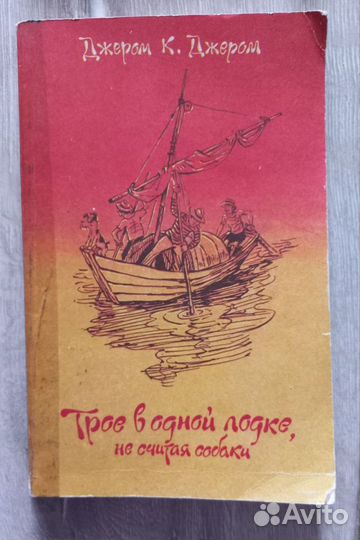 Джером К. Джером
Трое в одной лодке,
не считая собаки
Avito